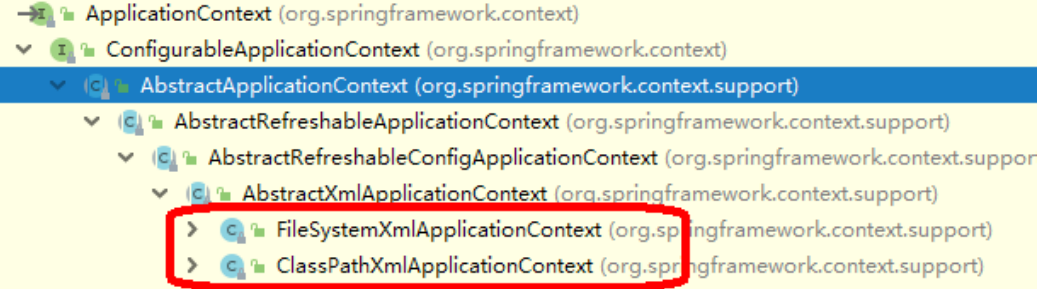 ApplicationContext (org.springframework.context)
ConfigurableApplicationContext (org.springframework.context)
AbstractApplicationContext (org.springframework.context.support)
AbstractRefreshableApplicationContext (org.springframework.context.support)
AbstractRefreshableConfigApplicationContext (org.springframework.context.suppor
AbstractXmlApplicationContext (org.springframework.context.support)
FileSystemXmlApplicationContext (org.springframework.context.support)
ClassPathXmlApplicationContext (org.springframework.context.support)